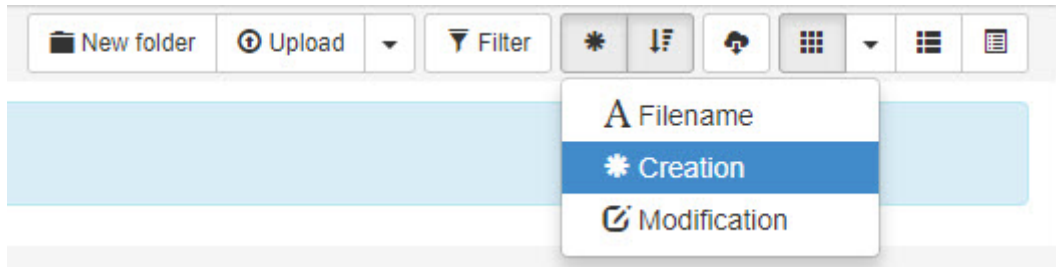 New folder Upload Filter
Filename
Creation
Modification